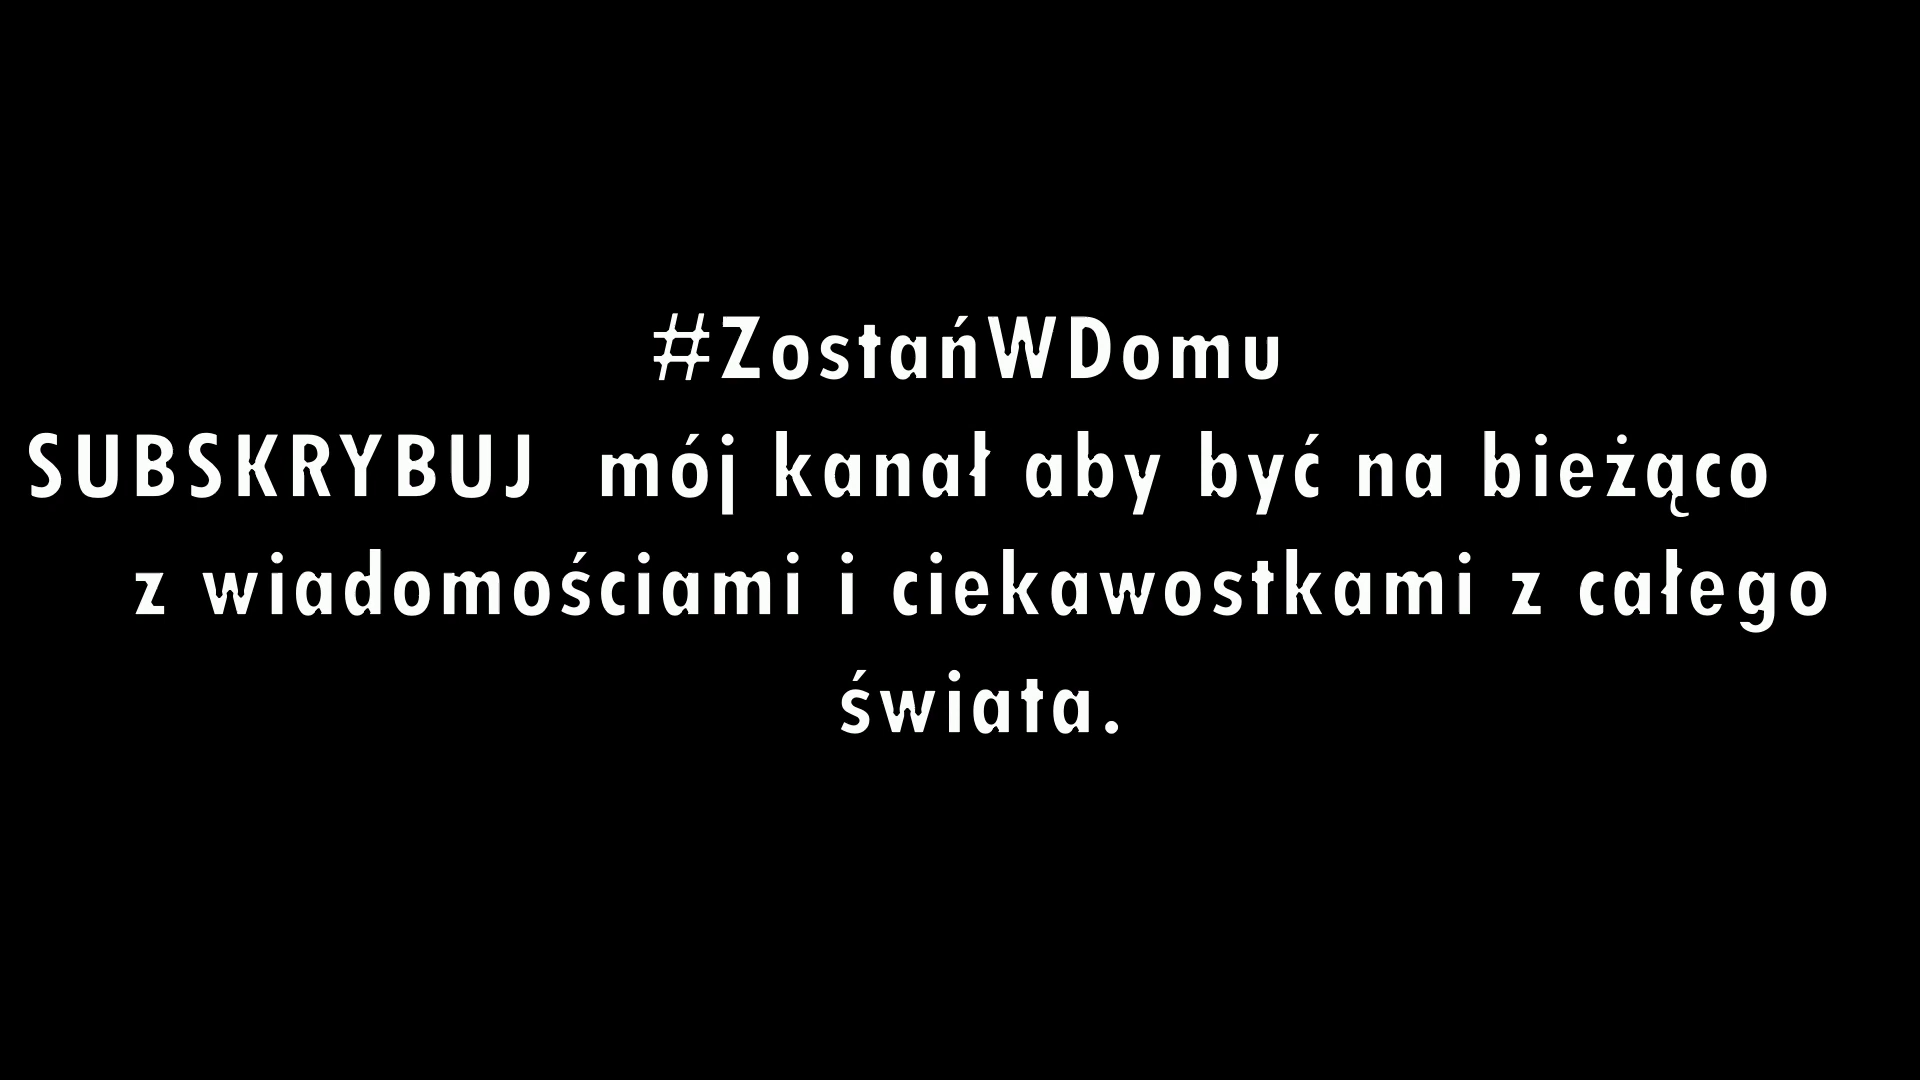 #ZostańWDomu
SUBSKRYBUJ mój kanał aby być na bieżąco
z wiadomościami i ciekawostkami z całego
świata.